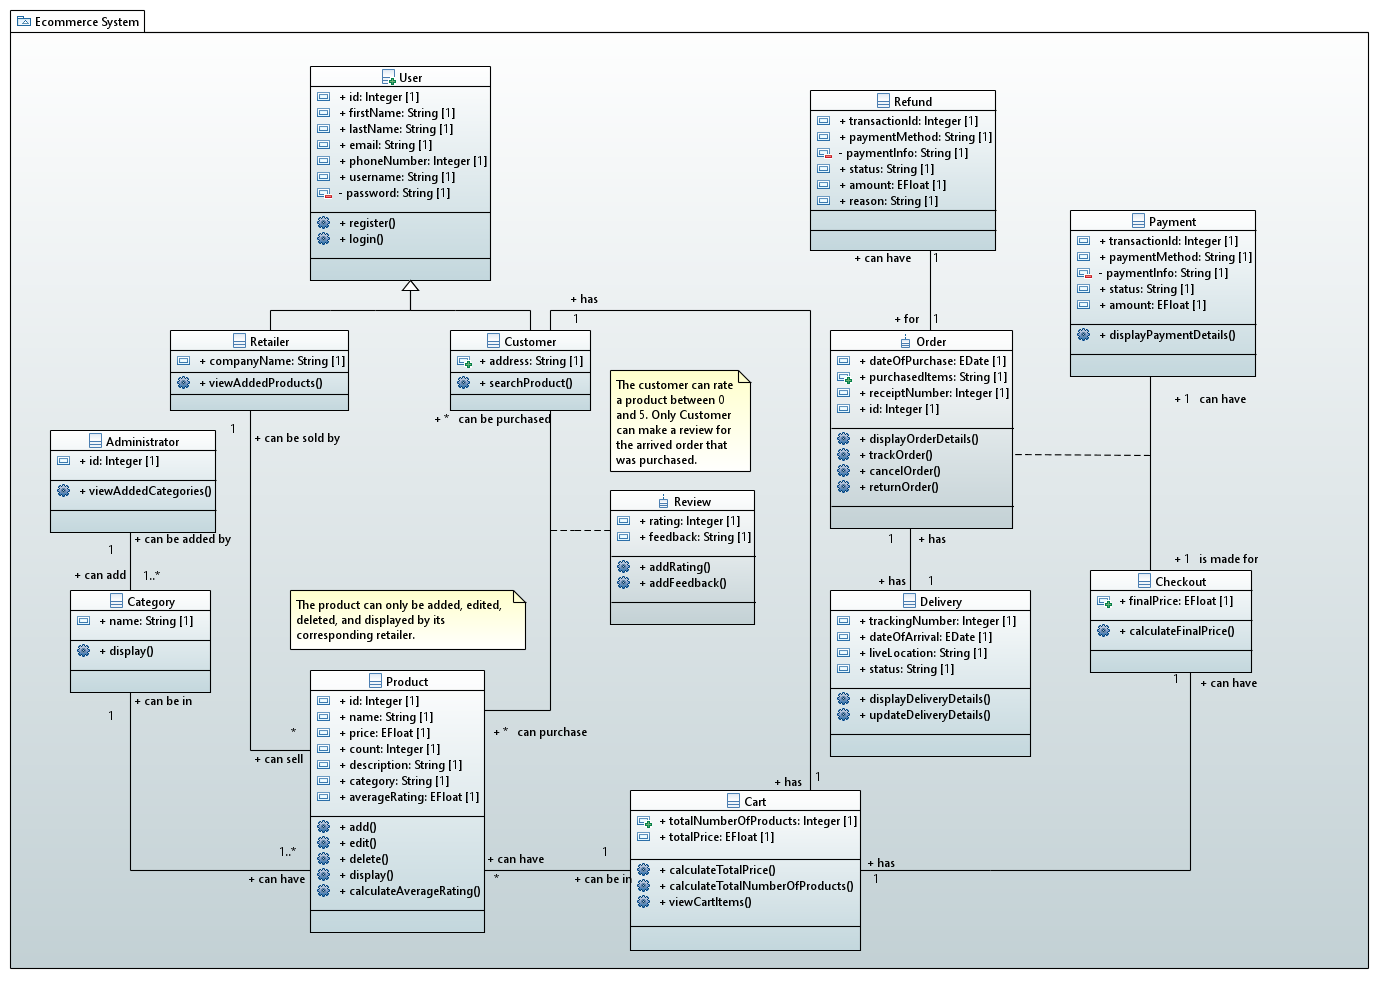 Ecommerce System
User
+ id: Integer [1]
+ firstName: String [1]
+ lastName: String [1]
+ email: String [1]
+ phoneNumber: Integer [1]
+ username: String [1]
- password: String [1]
+ register()
+ login()
Refund
+ transactionId: Integer [1]
+ paymentMethod: String [1]
- paymentInfo: String [1]
+ status: String [1]
+ amount: EFloat [1]
+ reason: String [1]
+ can have
1
+ for
1
Payment
+ transactionId: Integer [1]
+ paymentMethod: String [1]
- paymentInfo: String [1]
+ status: String [1]
+ amount: EFloat [1]
+ displayPaymentDetails()
+ 1 can have
+ has
1
Retailer
+ companyName: String [1]
+ viewAddedProducts()
1
+ can be sold by
Customer
+ address: String [1]
+ searchProduct()
+ * can be purchased
The customer can rate
a product between 0
and 5. Only Customer
can make a review for
the arrived order that
was purchased.
Order
+ dateOfPurchase: EDate [1]
+ purchasedItems: String [1]
+ receiptNumber: Integer [1]
+ id: Integer [1]
+ displayOrderDetails()
+ trackOrder()
+ cancelOrder()
+ returnOrder()
1
+ has
Administrator
+ id: Integer [1]
+ viewAddedCategories()
+ can be added by
1
+ can add
1..*
Review
+ rating: Integer [1]
+ feedback: String [1]
+ addRating()
+ addFeedback()
+ 1 is made for
Checkout
+ finalPrice: EFloat [1]
+ calculateFinalPrice()
1
+ can have
+ has
1
Delivery
+ trackingNumber: Integer [1]
+ dateOfArrival: EDate [1]
+ liveLocation: String [1]
+ status: String [1]
+ displayDeliveryDetails()
+ updateDeliveryDetails()
Category
+ name: String [1]
+ display()
+ can be in
1
The product can only be added, edited,
deleted, and displayed by its
corresponding retailer.
*
+ can sell
Product
+ id: Integer [1]
+ name: String [1]
+ price: EFloat [1]
+ count: Integer [1]
+ description: String [1]
+ category: String [1]
+ averageRating: EFloat [1]
+ add()
+ edit()
+ delete()
+ display()
+ calculateAverageRating()
+ * can purchase
1..*
+ can have
+ can have
*
1
+ can be in
1
+ has
Cart
+ totalNumberOfProducts: Integer [1]
+ totalPrice: EFloat [1]
+ calculateTotalPrice()
+ calculateTotalNumberOfProducts()
+ viewCartItems()
+ has
1